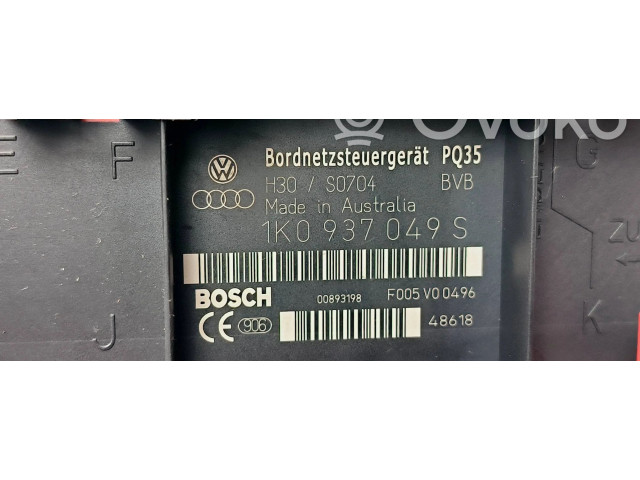 Ovoko
E F G
Bordnetzsteuergerät PQ35
H30 / S0704 BVB
Made in Australia
1K0 937 049 S
ZU
BOSCH 00893198 F005 V0 0496
CE 906 48618
J K